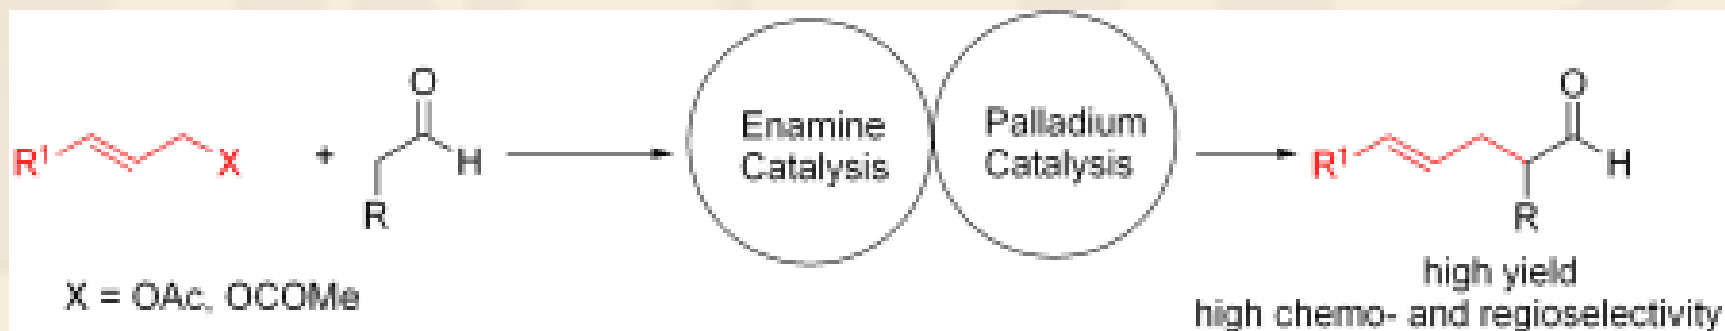 O
R¹
X
+
H
R
X = OAc, OCOMe
Enamine
Catalysis
Palladium
Catalysis
O
R¹
H
R
high yield
high chemo- and regioselectivity